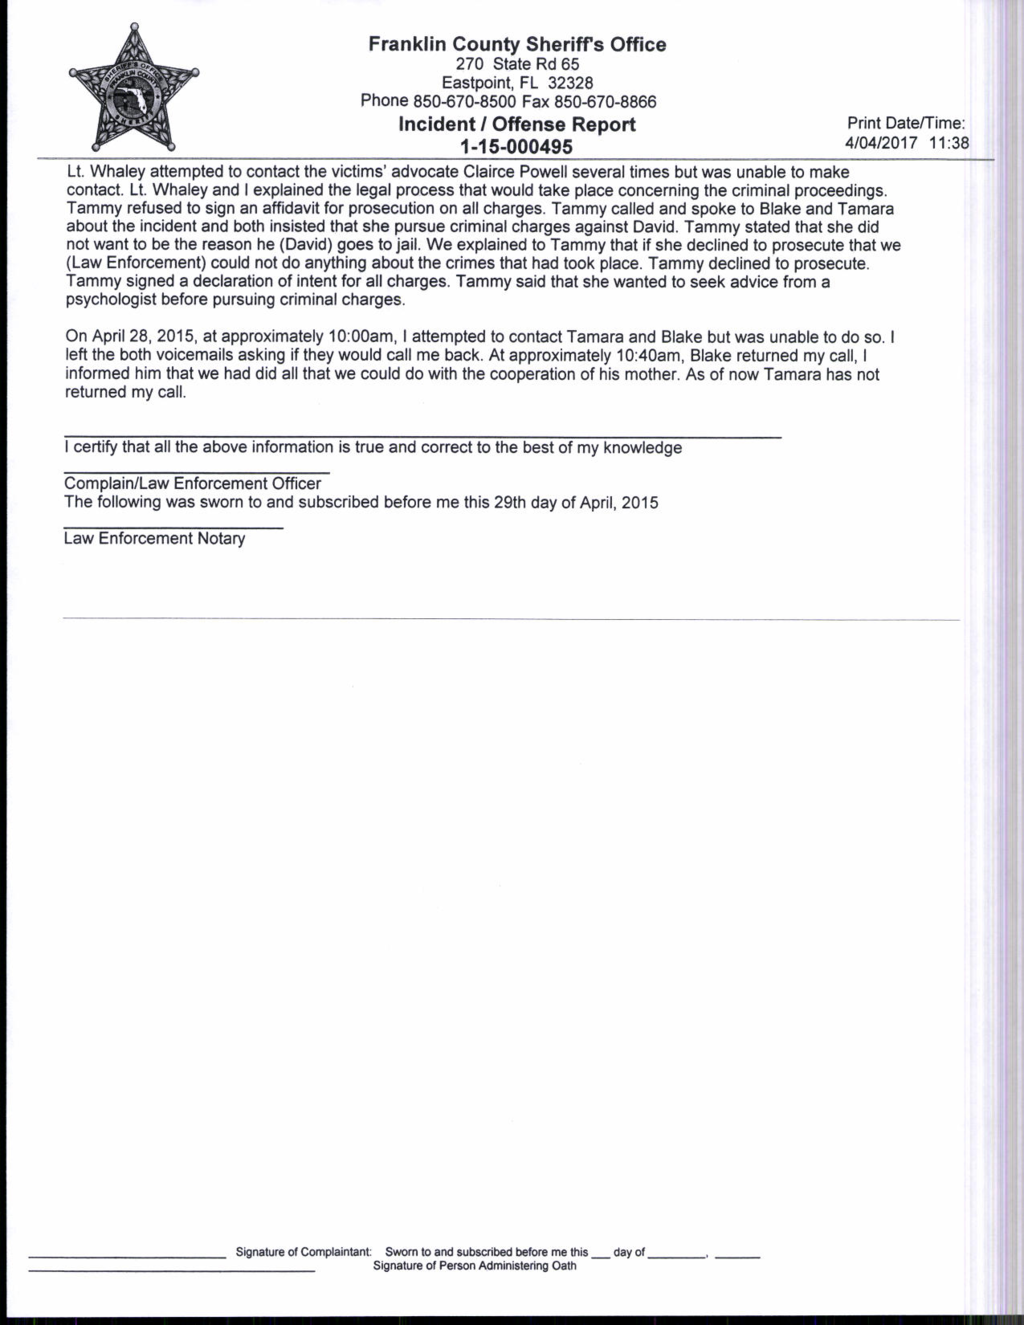 Franklin County Sheriff's Office
270 State Rd 65
Eastpoint, FL 32328
Phone 850-670-8500 Fax 850-670-8866
Incident / Offense Report
1-15-000495
Print Date/Time:
4/04/2017 11:38
SHERIFF'S OFFICE
FRANKLIN COUNTY
SHERIFF
Lt. Whaley attempted to contact the victims' advocate Clairce Powell several times but was unable to make
contact. Lt. Whaley and I explained the legal process that would take place concerning the criminal proceedings.
Tammy refused to sign an affidavit for prosecution on all charges. Tammy called and spoke to Blake and Tamara
about the incident and both insisted that she pursue criminal charges against David. Tammy stated that she did
not want to be the reason he (David) goes to jail. We explained to Tammy that if she declined to prosecute that we
(Law Enforcement) could not do anything about the crimes that had took place. Tammy declined to prosecute.
Tammy signed a declaration of intent for all charges. Tammy said that she wanted to seek advice from a
psychologist before pursuing criminal charges.
On April 28, 2015, at approximately 10:00am, I attempted to contact Tamara and Blake but was unable to do so. I
left the both voicemails asking if they would call me back. At approximately 10:40am, Blake returned my call, I
informed him that we had did all that we could do with the cooperation of his mother. As of now Tamara has not
returned my call.
I certify that all the above information is true and correct to the best of my knowledge
Complain/Law Enforcement Officer
The following was sworn to and subscribed before me this 29th day of April, 2015
Law Enforcement Notary
Signature of Complaintant: Sworn to and subscribed before me this __ day of ________, ______
Signature of Person Administering Oath